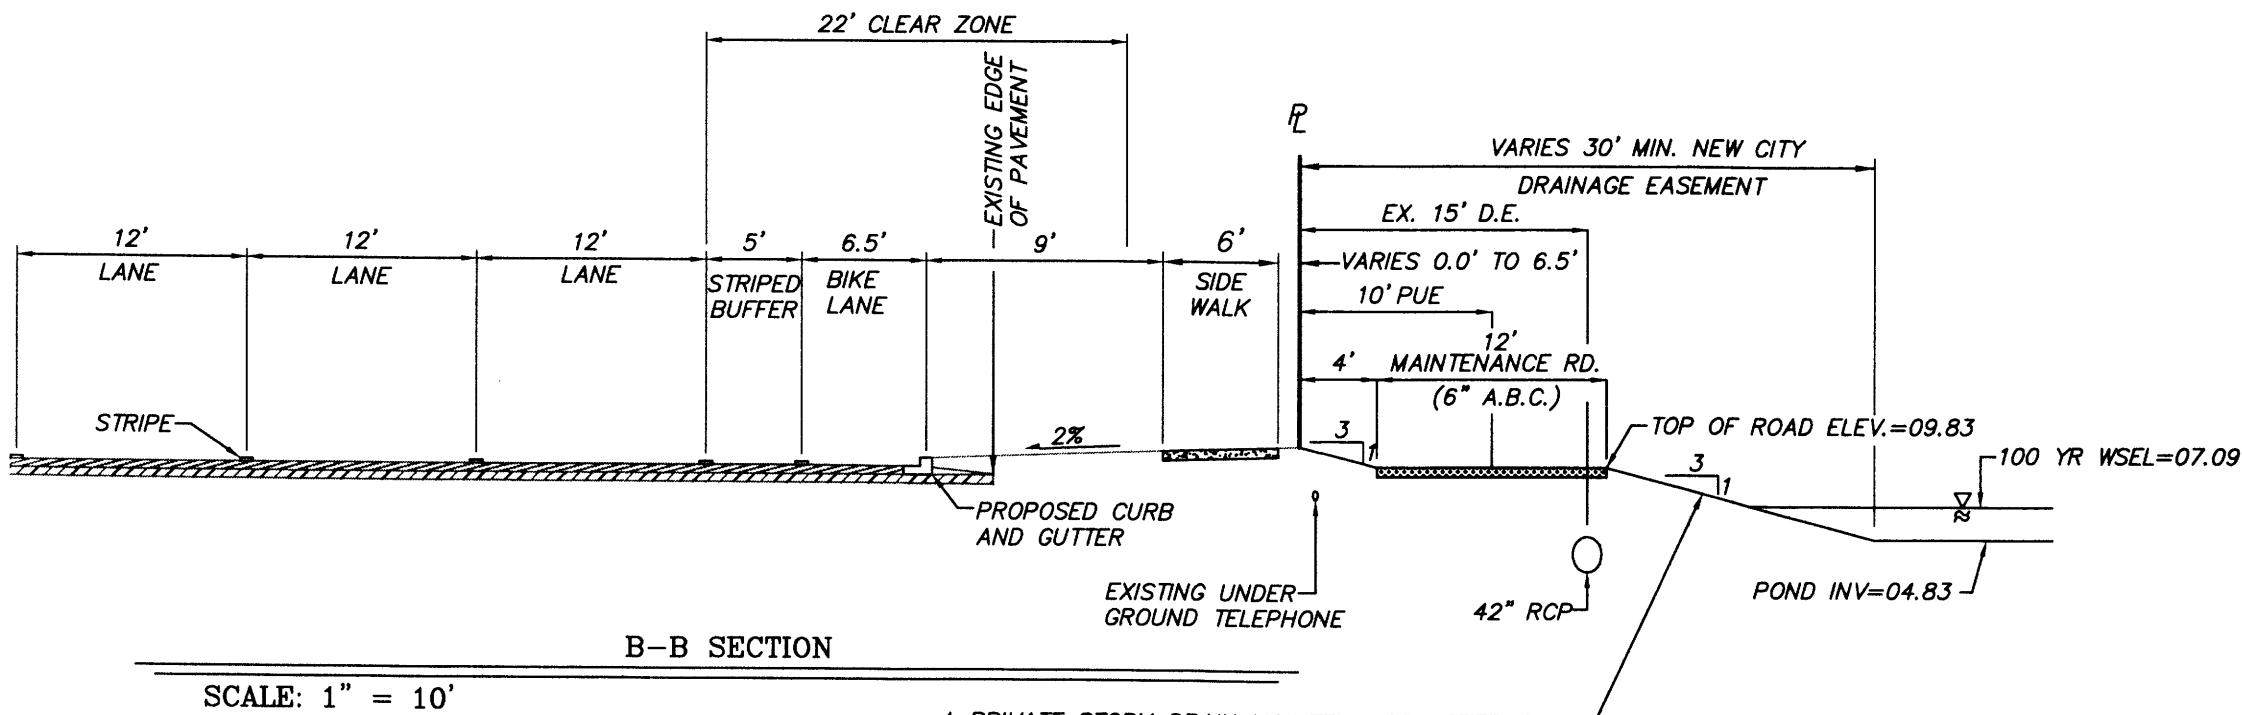 22' CLEAR ZONE
EXISTING EDGE
OF PAVEMENT
PL
VARIES 30' MIN. NEW CITY
DRAINAGE EASEMENT
EX. 15' D.E.
12'
LANE
12'
LANE
12'
LANE
5'
STRIPED
BUFFER
6.5'
BIKE
LANE
9'
6'
SIDE
WALK
VARIES 0.0' TO 6.5'
10' PUE
12'
4'
MAINTENANCE RD.
(6" A.B.C.)
STRIPE
2%
3
1
TOP OF ROAD ELEV.=09.83
3
1
100 YR WSEL=07.09
PROPOSED CURB
AND GUTTER
EXISTING UNDER
GROUND TELEPHONE
42" RCP
POND INV=04.83
B-B SECTION
SCALE: 1" = 10'